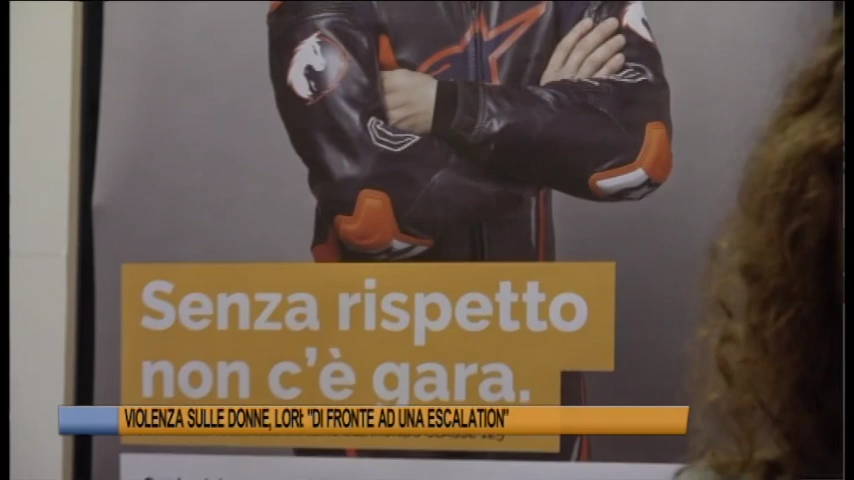 Senza rispetto
non c'è gara.
VIOLENZA SULLE DONNE, LORI: "DI FRONTE AD UNA ESCALATION"